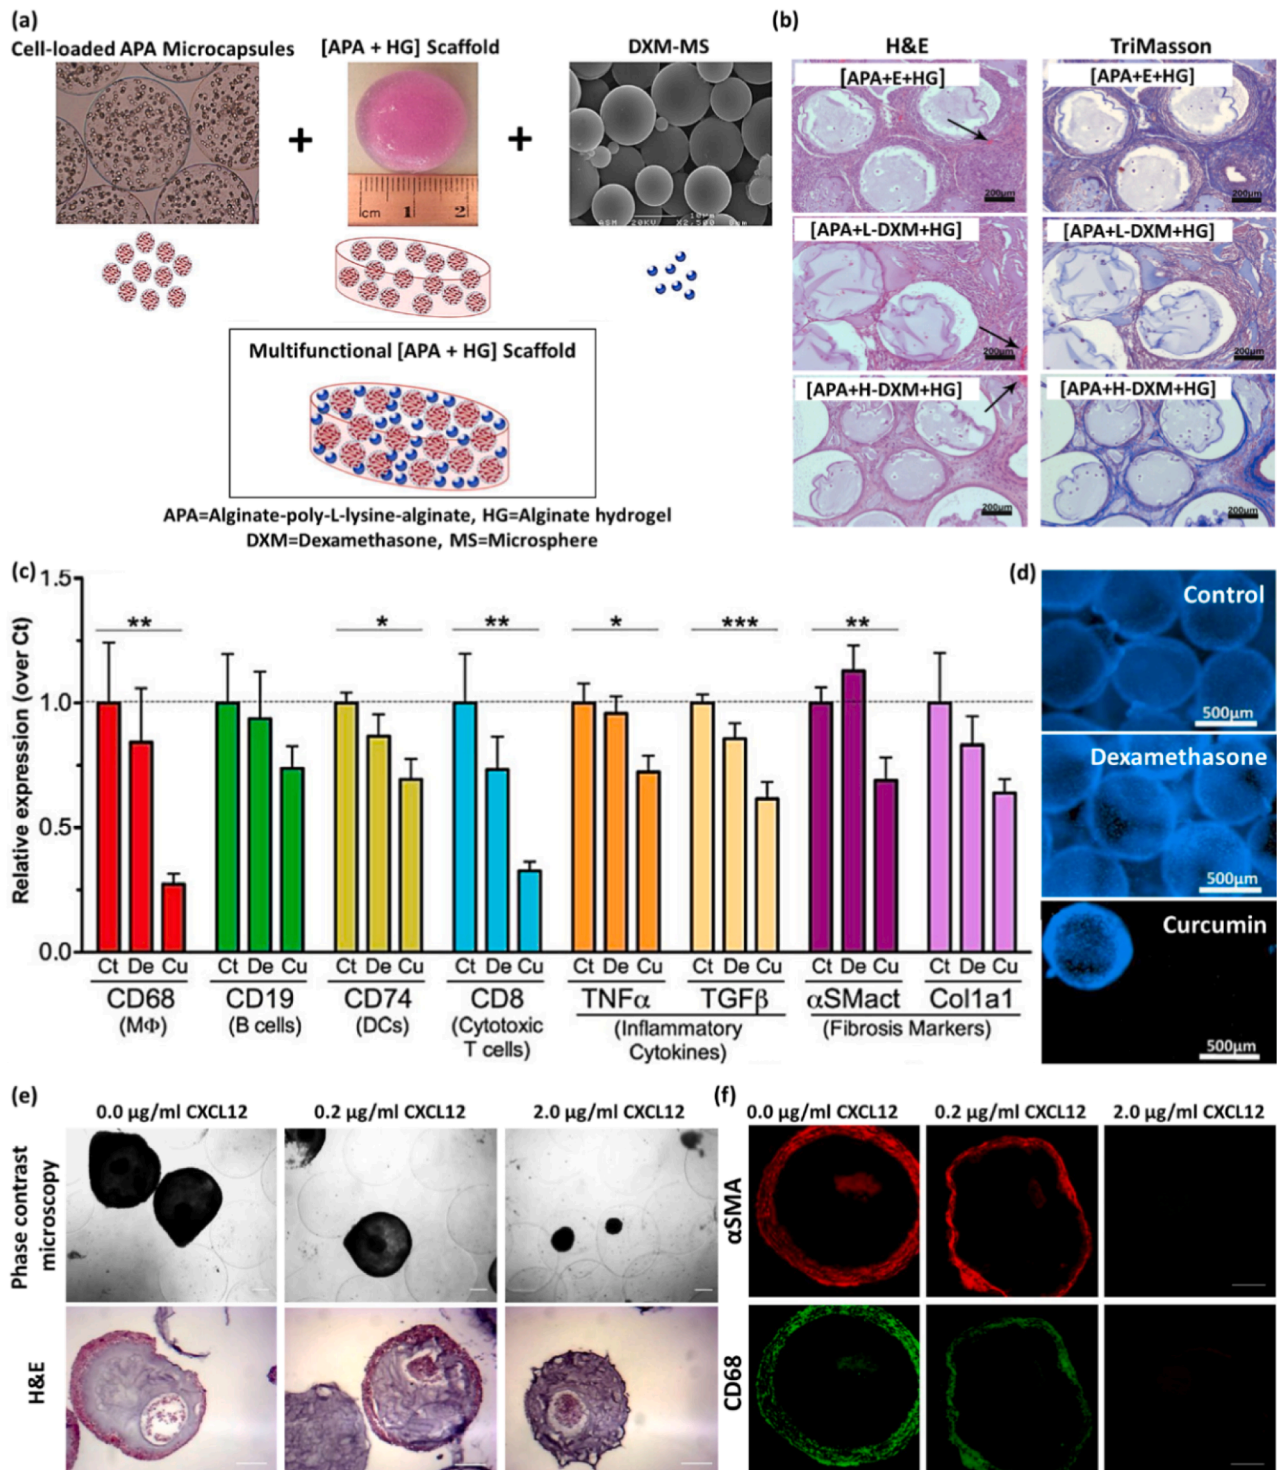 (a)
Cell-loaded APA Microcapsules
[APA + HG] Scaffold
DXM-MS
+
+
cm 1 2
20KV
Multifunctional [APA + HG] Scaffold
APA=Alginate-poly-L-lysine-alginate, HG=Alginate hydrogel
DXM=Dexamethasone, MS=Microsphere
(b)
H&E
TriMasson
[APA+E+HG]
[APA+E+HG]
200µm
200µm
[APA+L-DXM+HG]
[APA+L-DXM+HG]
200µm
200µm
[APA+H-DXM+HG]
[APA+H-DXM+HG]
200µm
200µm
(c)
Relative expression (over Ct)
1.5
1.0
0.5
0.0
** * ** * *** **
Ct De Cu Ct De Cu Ct De Cu Ct De Cu Ct De Cu Ct De Cu Ct De Cu Ct De Cu
CD68 CD19 CD74 CD8 TNFα TGFβ αSMact Col1a1
(MΦ) (B cells) (DCs) (Cytotoxic (Inflammatory (Fibrosis Markers)
T cells) Cytokines)
(d)
Control
500µm
Dexamethasone
500µm
Curcumin
500µm
(e)
0.0 µg/ml CXCL12
0.2 µg/ml CXCL12
2.0 µg/ml CXCL12
Phase contrast
microscopy
H&E
(f)
0.0 µg/ml CXCL12
0.2 µg/ml CXCL12
2.0 µg/ml CXCL12
αSMA
CD68